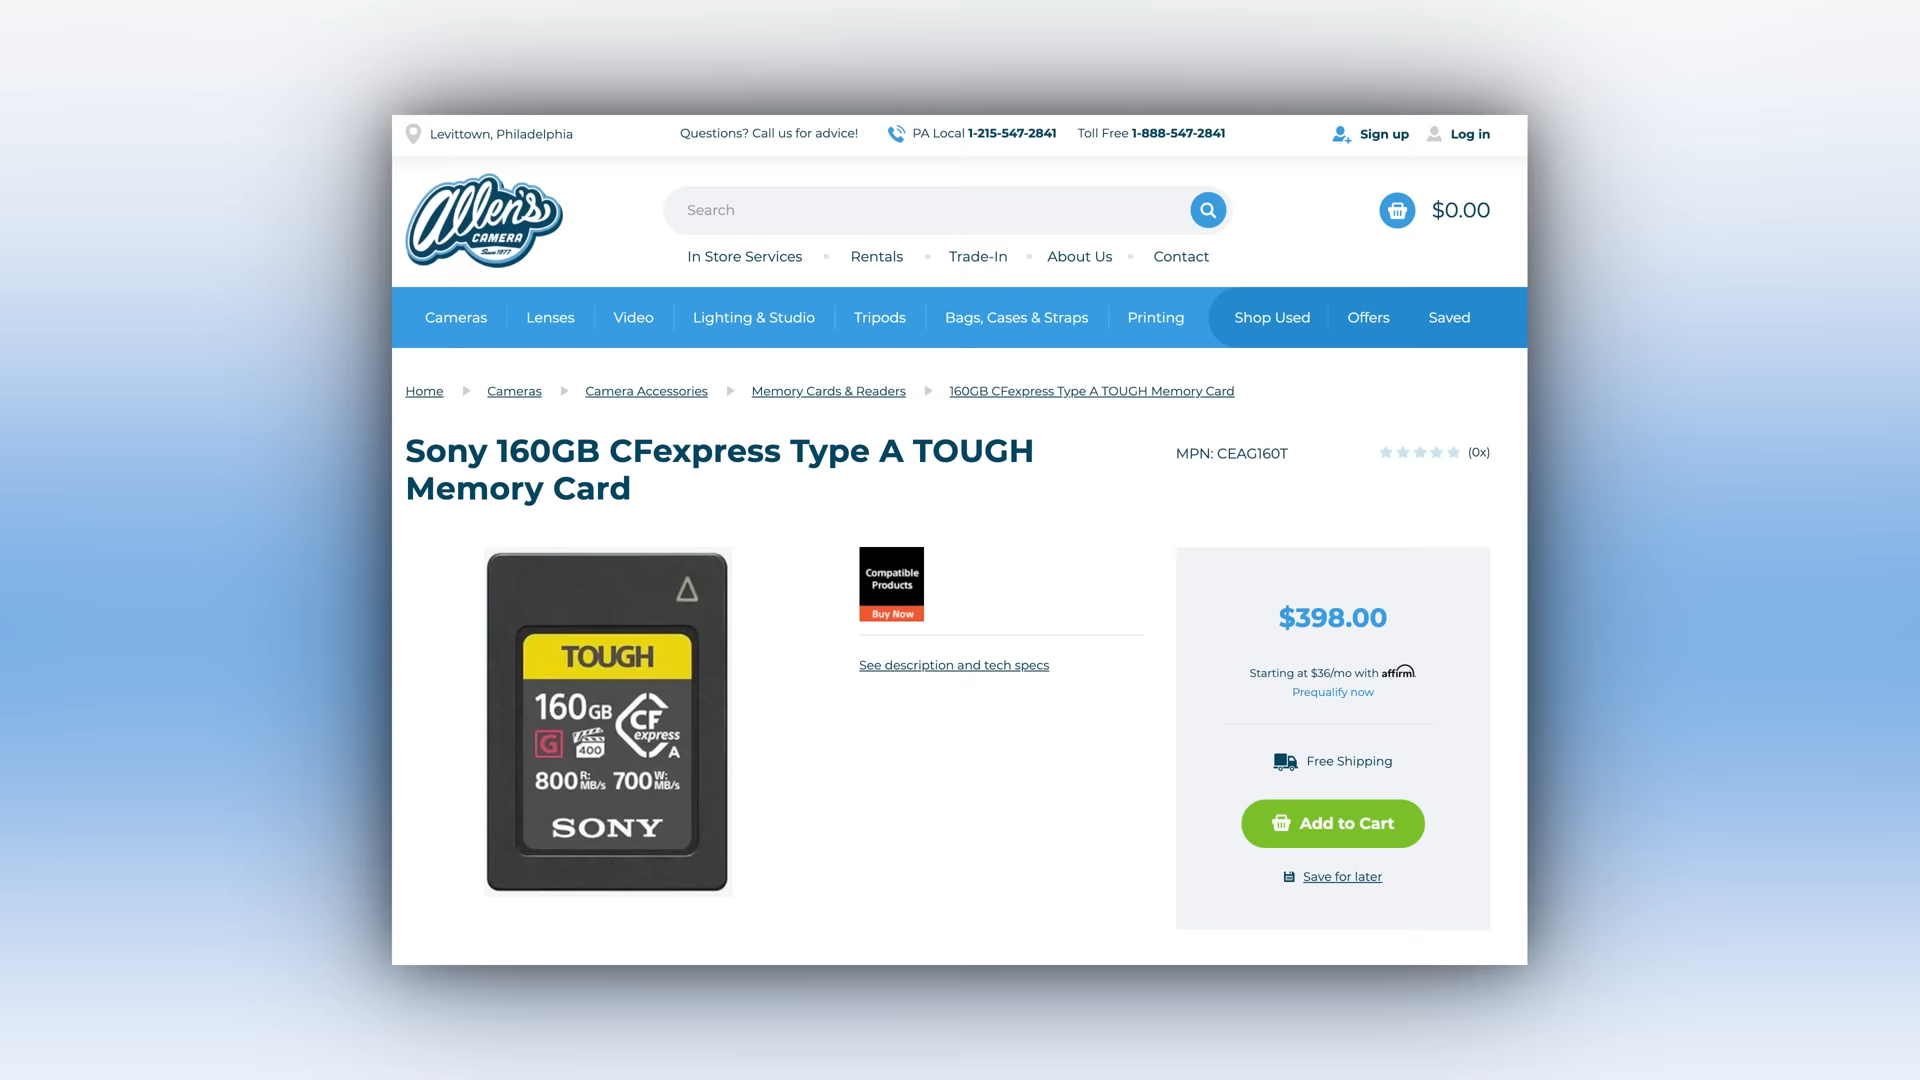 Levittown, Philadelphia
Questions? Call us for advice!
PA Local 1-215-547-2841
Toll Free 1-888-547-2841
Sign up
Log in
Allen's
CAMERA
Since 1977
Search
$0.00
In Store Services
Rentals
Trade-In
About Us
Contact
Cameras
Lenses
Video
Lighting & Studio
Tripods
Bags, Cases & Straps
Printing
Shop Used
Offers
Saved
Home
Cameras
Camera Accessories
Memory Cards & Readers
160GB CFexpress Type A TOUGH Memory Card
Sony 160GB CFexpress Type A TOUGH
Memory Card
MPN: CEAG160T
(0x)
TOUGH
160GB
CF
express
A
G
400
800 R: MB/s 700 W: MB/s
SONY
Compatible
Products
Buy Now
See description and tech specs
$398.00
Starting at $36/mo with affirm.
Prequalify now
Free Shipping
Add to Cart
Save for later